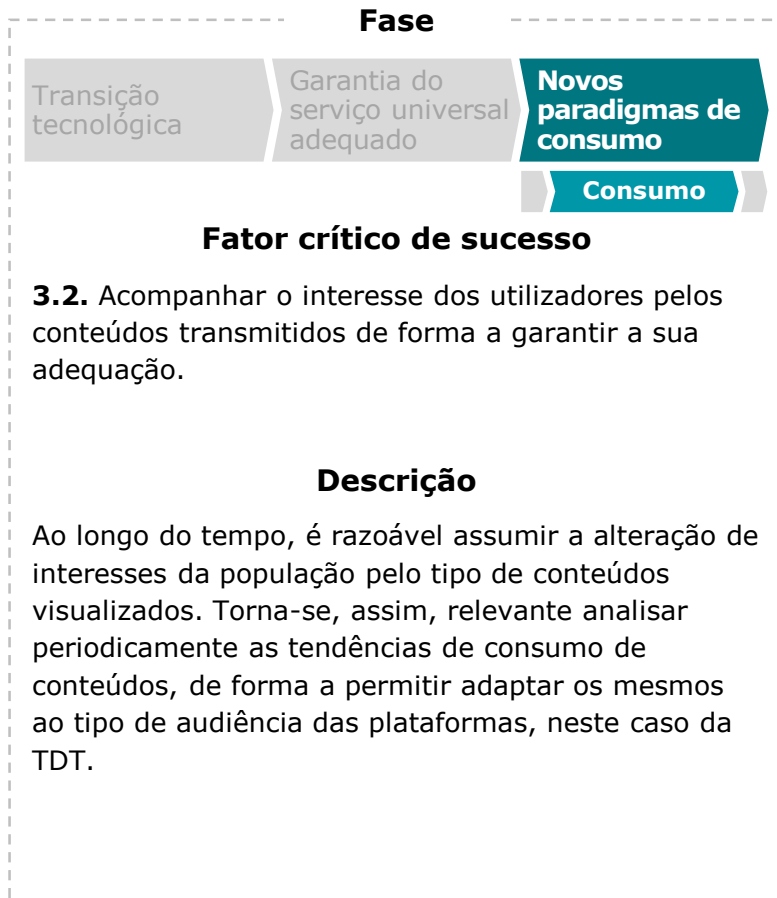 Fase
Transição
tecnológica
Garantia do
serviço universal
adequado
Novos
paradigmas de
consumo
Consumo
Fator crítico de sucesso
3.2. Acompanhar o interesse dos utilizadores pelos
conteúdos transmitidos de forma a garantir a sua
adequação.
Descrição
Ao longo do tempo, é razoável assumir a alteração de
interesses da população pelo tipo de conteúdos
visualizados. Torna-se, assim, relevante analisar
periodicamente as tendências de consumo de
conteúdos, de forma a permitir adaptar os mesmos
ao tipo de audiência das plataformas, neste caso da
TDT.